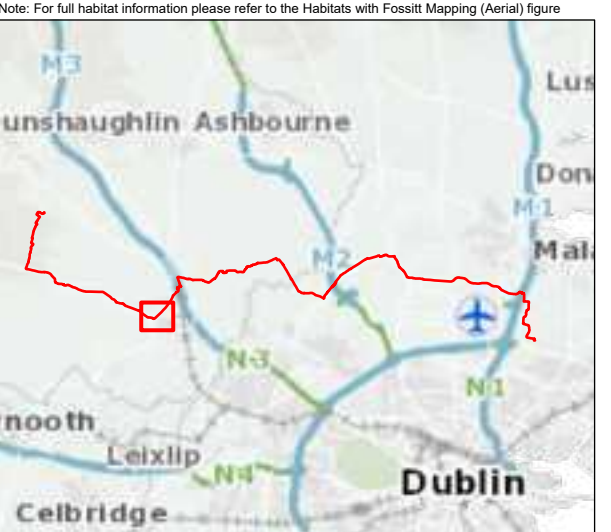 Note: For full habitat information please refer to the Habitats with Fossitt Mapping (Aerial) figure
M3
Lus
unshaughlin Ashbourne
Don
M1
Mala
M2
N3
N1
nooth
Leixlip
N4
Dublin
Celbridge